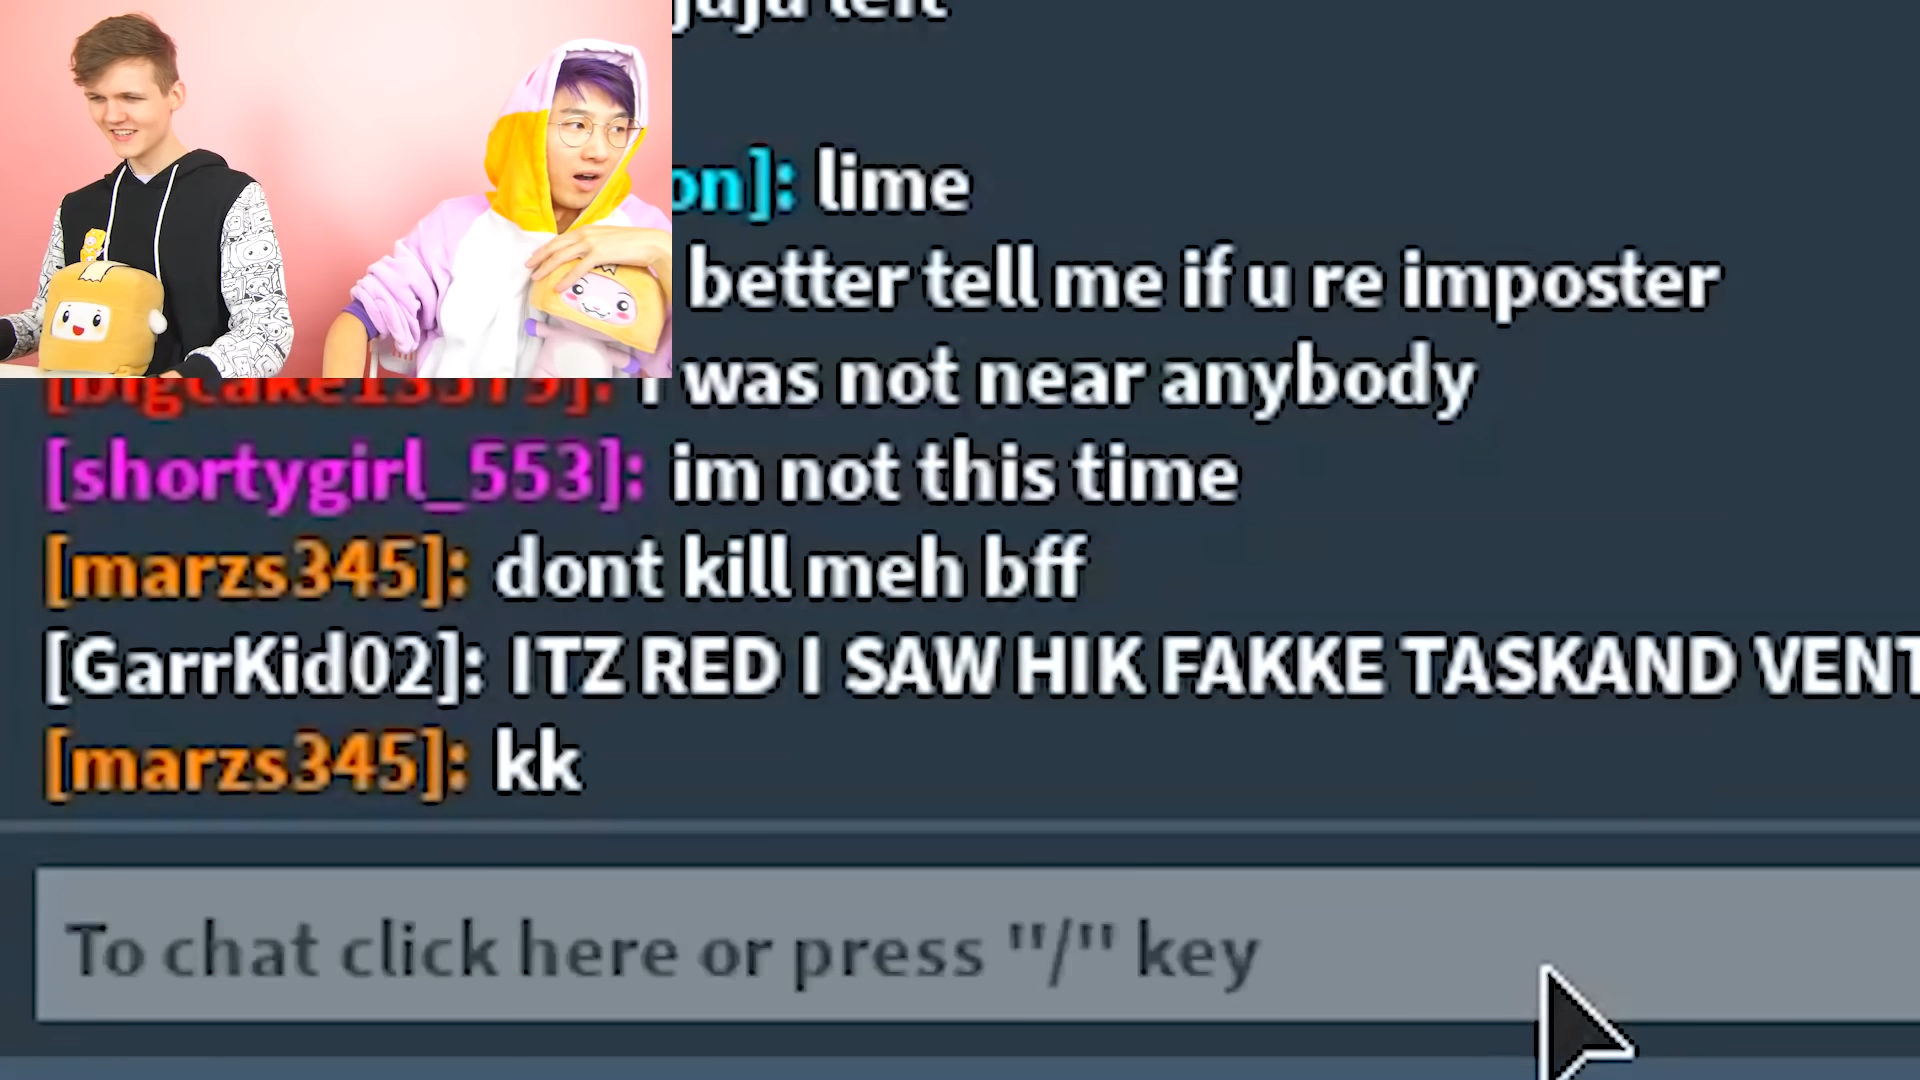 left
on]: lime
better tell me if u re imposter
[bigcake13579]: I was not near anybody
[shortygirl_553]: im not this time
[marzs345]: dont kill meh bff
[GarrKid02]: ITZ RED I SAW HIK FAKKE TASKAND VENT
[marzs345]: kk
To chat click here or press "/" key